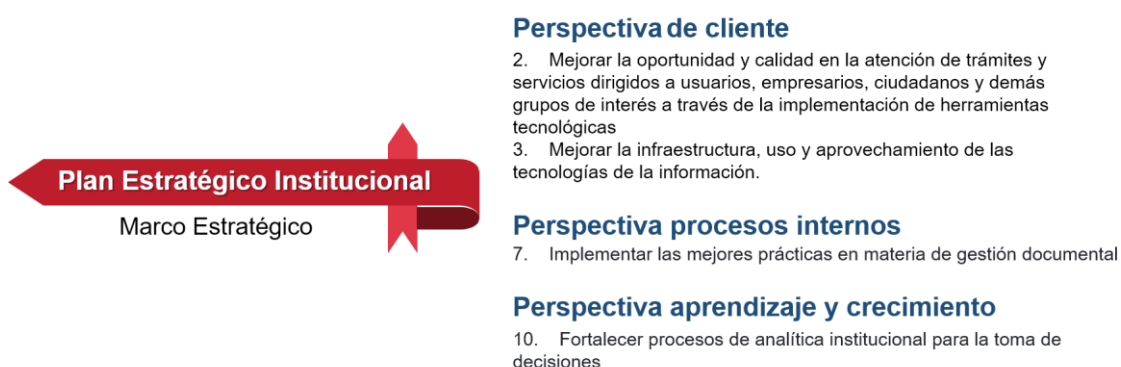 Plan Estratégico Institucional
Marco Estratégico
Perspectiva de cliente
2. Mejorar la oportunidad y calidad en la atención de trámites y
servicios dirigidos a usuarios, empresarios, ciudadanos y demás
grupos de interés a través de la implementación de herramientas
tecnológicas
3. Mejorar la infraestructura, uso y aprovechamiento de las
tecnologías de la información.
Perspectiva procesos internos
7. Implementar las mejores prácticas en materia de gestión documental
Perspectiva aprendizaje y crecimiento
10. Fortalecer procesos de analítica institucional para la toma de
decisiones